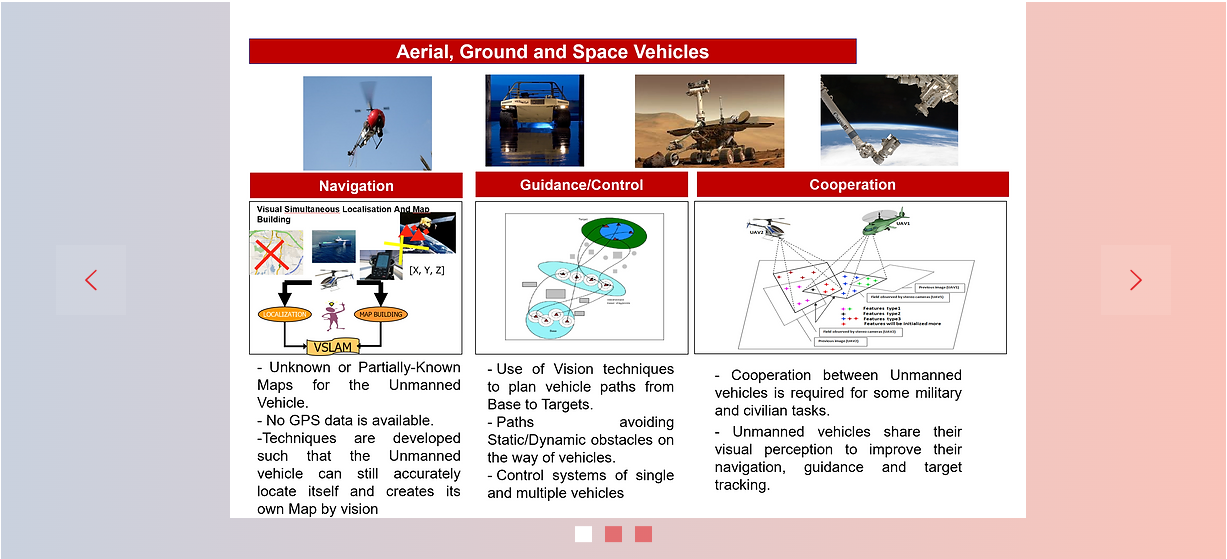 Aerial, Ground and Space Vehicles
Navigation
Guidance/Control
Cooperation
Visual Simultaneous Localisation And Map
Building
[X, Y, Z]
LOCALIZATION
MAP BUILDING
VSLAM
Target
Base
UAV2
UAV1
Previous image (UAV1)
Field observed by stereo cameras (UAV1)
Features type1
Features type2
Features type3
Features will be initialized more
Field observed by stereo cameras (UAV2)
Previous image (UAV2)
- Unknown or Partially-Known
Maps for the Unmanned
Vehicle.
- No GPS data is available.
-Techniques are developed
such that the Unmanned
vehicle can still accurately
locate itself and creates its
own Map by vision
- Use of Vision techniques
to plan vehicle paths from
Base to Targets.
- Paths avoiding
Static/Dynamic obstacles on
the way of vehicles.
- Control systems of single
and multiple vehicles
- Cooperation between Unmanned
vehicles is required for some military
and civilian tasks.
- Unmanned vehicles share their
visual perception to improve their
navigation, guidance and target
tracking.